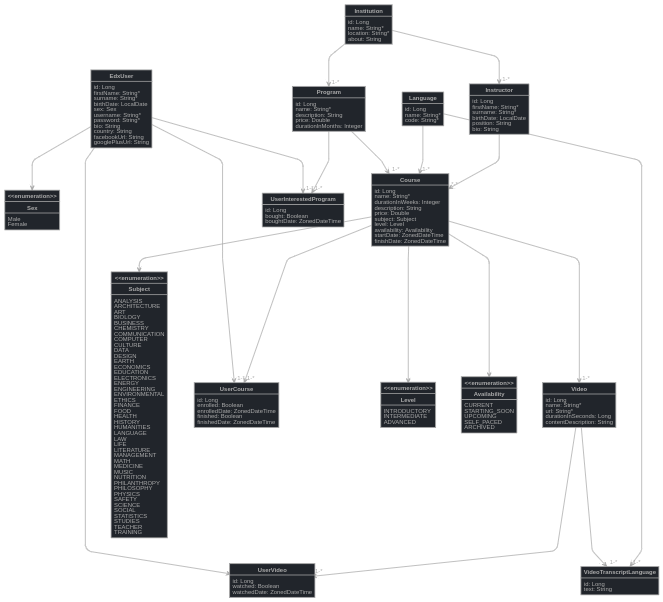 Institution
id: Long
name: String*
location: String*
about: String
EdxUser
id: Long
firstName: String*
surname: String*
birthDate: LocalDate
sex: Sex
username: String*
password: String*
bio: String
country: String
facebookUrl: String
googlePlusUrl: String
Program
id: Long
name: String*
description: String
price: Double
durationInMonths: Integer
Language
id: Long
name: String*
code: String*
Instructor
id: Long
firstName: String*
surname: String*
birthDate: LocalDate
position: String
bio: String
<<enumeration>>
Sex
Male
Female
UserInterestedProgram
id: Long
bought: Boolean
boughtDate: ZonedDateTime
Course
id: Long
name: String*
durationInWeeks: Integer
description: String
price: Double
subject: Subject
level: Level
availability: Availability
startDate: ZonedDateTime
finishDate: ZonedDateTime
<<enumeration>>
Subject
ANALYSIS
ARCHITECTURE
ART
BIOLOGY
BUSINESS
CHEMISTRY
COMMUNICATION
COMPUTER
CULTURE
DATA
DESIGN
EARTH
ECONOMICS
EDUCATION
ELECTRONICS
ENERGY
ENGINEERING
ENVIRONMENTAL
ETHICS
FINANCE
FOOD
HEALTH
HISTORY
HUMANITIES
LANGUAGE
LAW
LIFE
LITERATURE
MANAGEMENT
MATH
MEDICINE
MUSIC
NUTRITION
PHILANTHROPY
PHILOSOPHY
PHYSICS
SAFETY
SCIENCE
SOCIAL
STATISTICS
STUDIES
TEACHER
TRAINING
UserCourse
id: Long
enrolled: Boolean
enrolledDate: ZonedDateTime
finished: Boolean
finishedDate: ZonedDateTime
<<enumeration>>
Level
INTRODUCTORY
INTERMEDIATE
ADVANCED
<<enumeration>>
Availability
CURRENT
STARTING_SOON
UPCOMING
SELF_PACED
ARCHIVED
Video
id: Long
name: String*
url: String*
durationInSeconds: Long
contentDescription: String
UserVideo
id: Long
watched: Boolean
watchedDate: ZonedDateTime
VideoTranscriptLanguage
id: Long
text: String